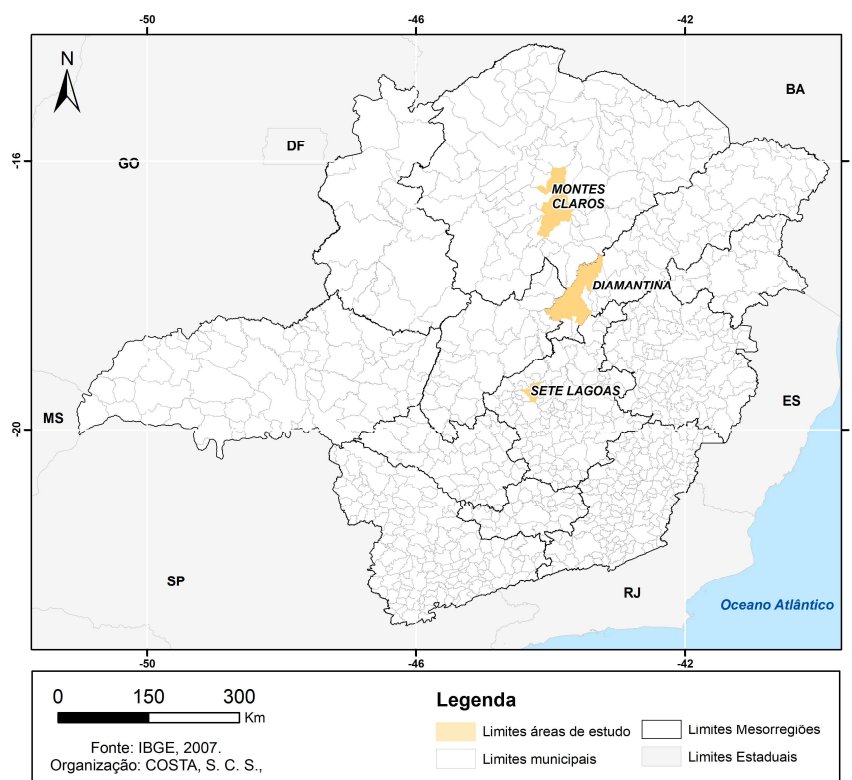 -50
-46
-42
N
BA
DF
GO
-16
-16
MONTES
CLAROS
DIAMANTINA
SETE LAGOAS
ES
MS
-20
-20
SP
RJ
Oceano Atlântico
-50
-46
-42
0 150 300
Km
Fonte: IBGE, 2007.
Organização: COSTA, S. C. S.,
Legenda
Limites áreas de estudo
Limites Mesorregiões
Limites municipais
Limites Estaduais